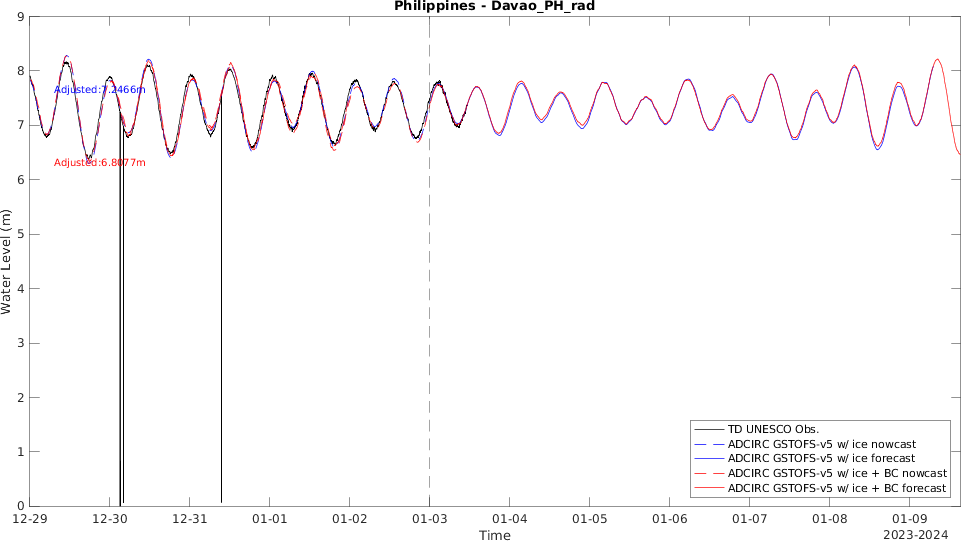 Philippines - Davao_PH_rad
9
8
7
6
5
4
3
2
1
0
Water Level (m)
Adjusted:7.2466m
Adjusted:6.8077m
TD UNESCO Obs.
ADCIRC GSTOFS-v5 w/ ice nowcast
ADCIRC GSTOFS-v5 w/ ice forecast
ADCIRC GSTOFS-v5 w/ ice + BC nowcast
ADCIRC GSTOFS-v5 w/ ice + BC forecast
12-29 12-30 12-31 01-01 01-02 01-03 01-04 01-05 01-06 01-07 01-08 01-09
Time
2023-2024